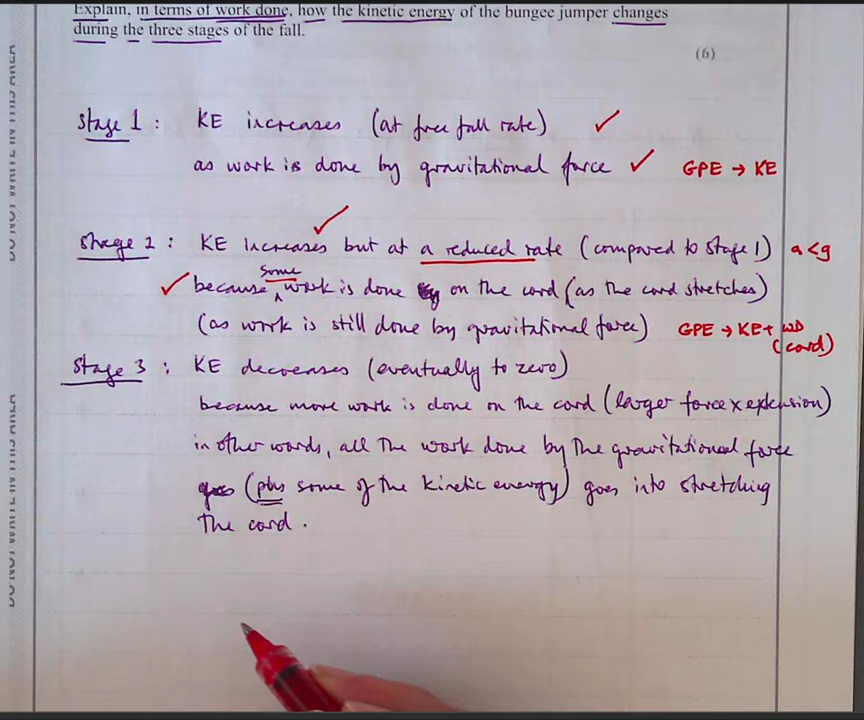 Explain, in terms of work done, how the kinetic energy of the bungee jumper changes
during the three stages of the fall.
(6)
Stage 1 : KE increases (at free fall rate) ✓
as work is done by gravitational force ✓ GPE → KE
Stage 2 : KE increases but at a reduced rate (compared to Stage 1) a < g
✓ because some work is done on the cord (as the cord stretches)
(as work is still done by gravitational force) GPE → KE + WD
(cord)
Stage 3 : KE decreases (eventually to zero)
because more work is done on the cord (larger force x extension)
in other words, all the work done by the gravitational force
(plus some of the kinetic energy) goes into stretching
the cord.